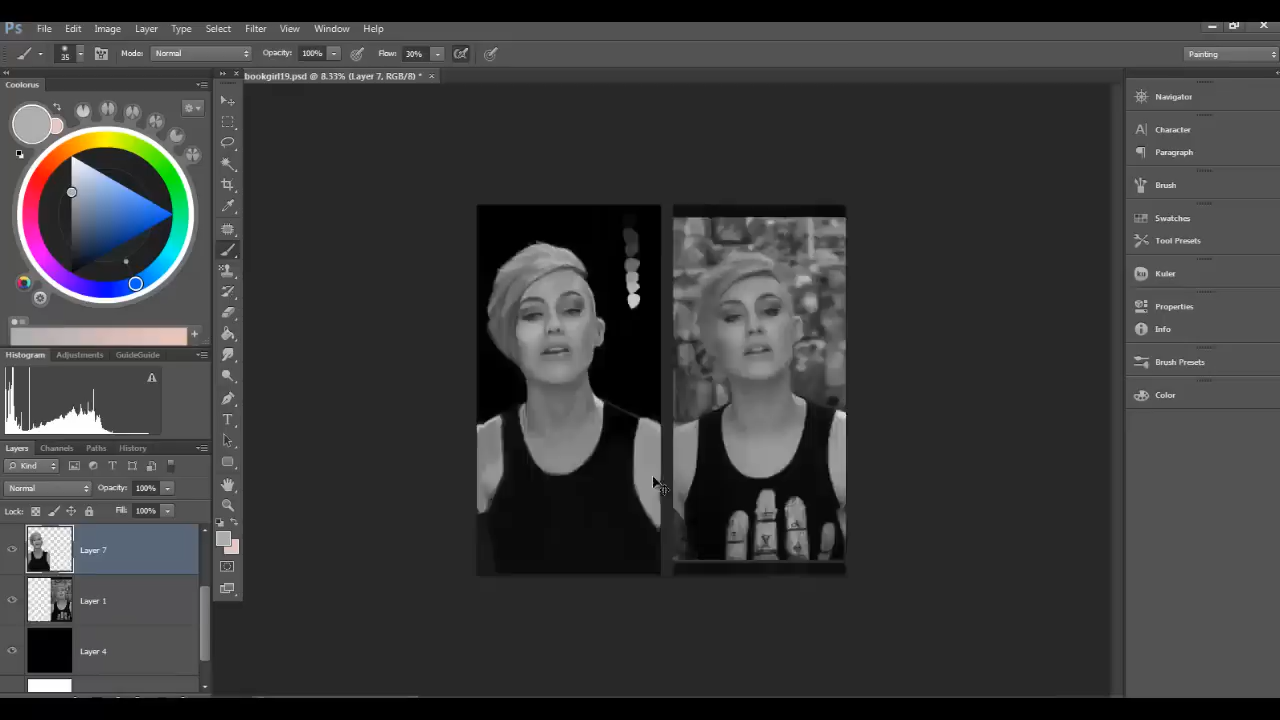 Ps File Edit Image Layer Type Select Filter View Window Help
35 Mode: Normal Opacity: 100% Flow: 30% Painting
bookgirl19.psd @ 8.33% (Layer 7, RGB/8) * ×
Coolorus
Navigator
A| Character
Paragraph
Brush
Swatches
Tool Presets
Kuler
Properties
Info
Brush Presets
Color
Histogram Adjustments GuideGuide
Layers Channels Paths History
Kind T
Normal Opacity: 100%
Lock: Fill: 100%
Layer 7
Layer 1
Layer 4
T